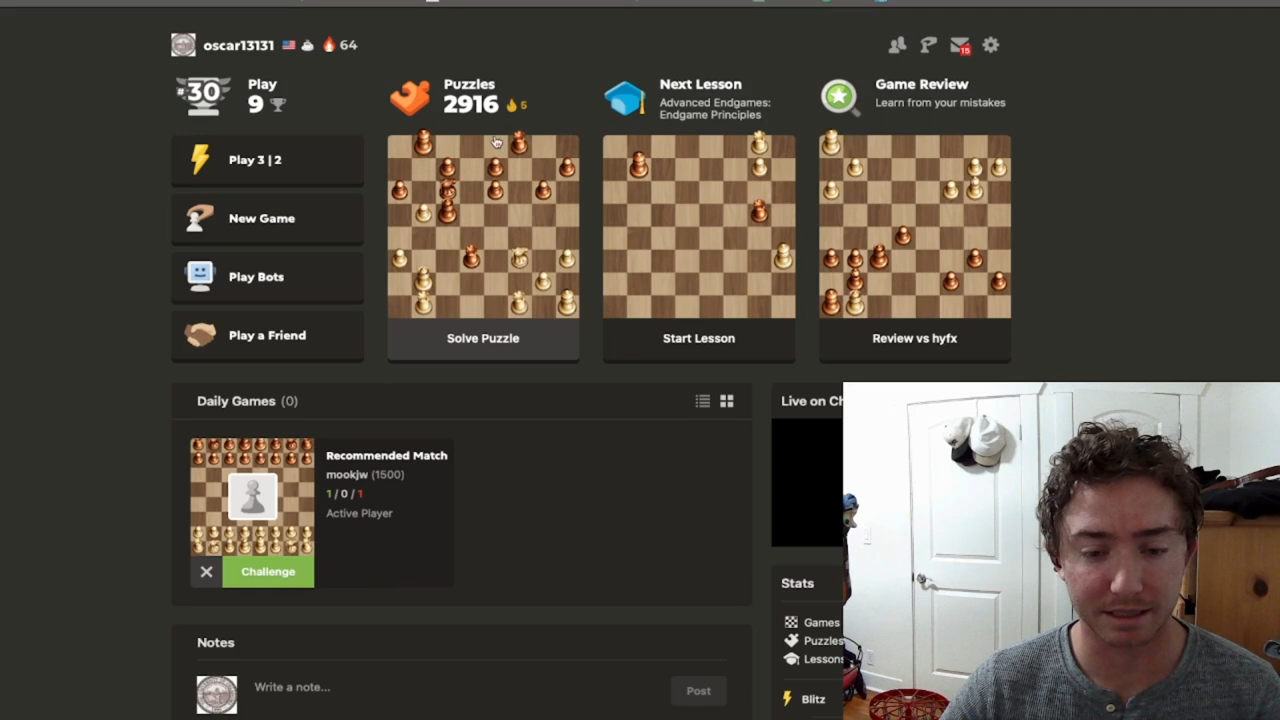 oscar13131 64
15
#30
Play
9
Puzzles
2916 5
Next Lesson
Advanced Endgames:
Endgame Principles
Game Review
Learn from your mistakes
Play 3 | 2
New Game
Play Bots
Play a Friend
Solve Puzzle
Start Lesson
Review vs hyfx
Daily Games (0)
Recommended Match
mookjw (1500)
1 / 0 / 1
Active Player
Challenge
Notes
Write a note...
Post
Live on Ch
Stats
Games
Puzzles
Lessons
Blitz